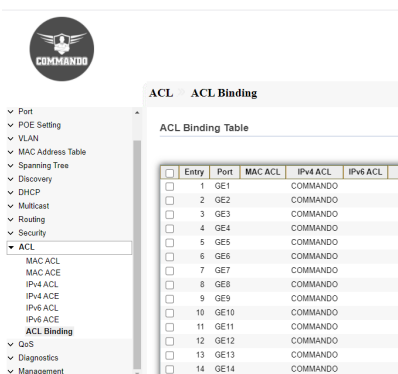 COMMANDO
ACL » ACL Binding
Port
POE Setting
VLAN
MAC Address Table
Spanning Tree
Discovery
DHCP
Multicast
Routing
Security
ACL
MAC ACL
MAC ACE
IPv4 ACL
IPv4 ACE
IPv6 ACL
IPv6 ACE
ACL Binding
QoS
Diagnostics
Management
ACL Binding Table
Entry Port MAC ACL IPv4 ACL IPv6 ACL
1 GE1 COMMANDO
2 GE2 COMMANDO
3 GE3 COMMANDO
4 GE4 COMMANDO
5 GE5 COMMANDO
6 GE6 COMMANDO
7 GE7 COMMANDO
8 GE8 COMMANDO
9 GE9 COMMANDO
10 GE10 COMMANDO
11 GE11 COMMANDO
12 GE12 COMMANDO
13 GE13 COMMANDO
14 GE14 COMMANDO